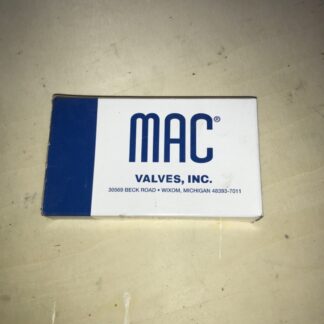 MAC®
VALVES, INC.
30569 BECK ROAD • WIXOM, MICHIGAN 48393-7011